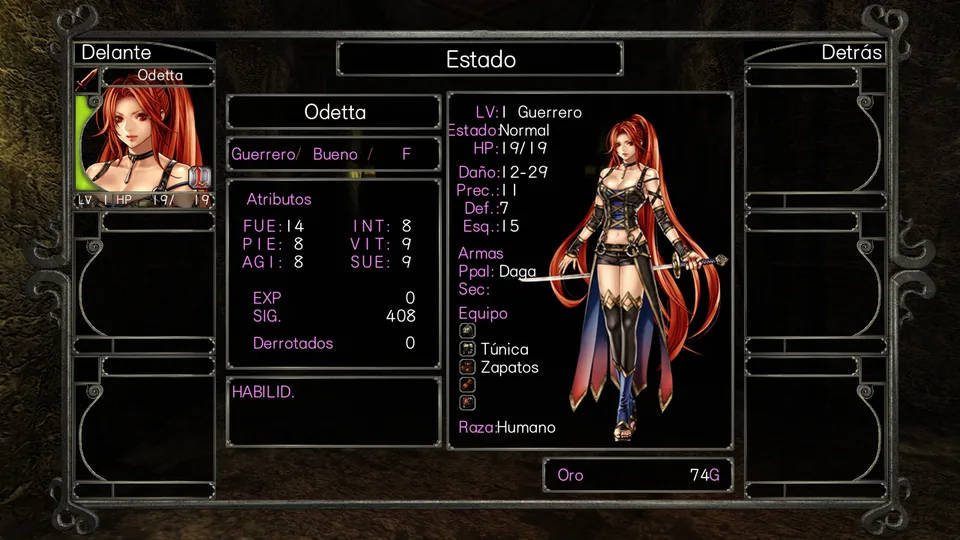 Delante
Estado
Detrás
Odetta
LV. 1 HP 19/ 19
Odetta
Guerrero/ Bueno / F
Atributos
FUE:14 INT: 8
PIE: 8 VIT: 9
AGI: 8 SUE: 9
EXP 0
SIG. 408
Derrotados 0
HABILID.
LV:1 Guerrero
Estado:Normal
HP:19/19
Daño:12-29
Prec.:11
Def.:7
Esq.:15
Armas
Ppal: Daga
Sec:
Equipo
Túnica
Zapatos
Raza:Humano
Oro 74G